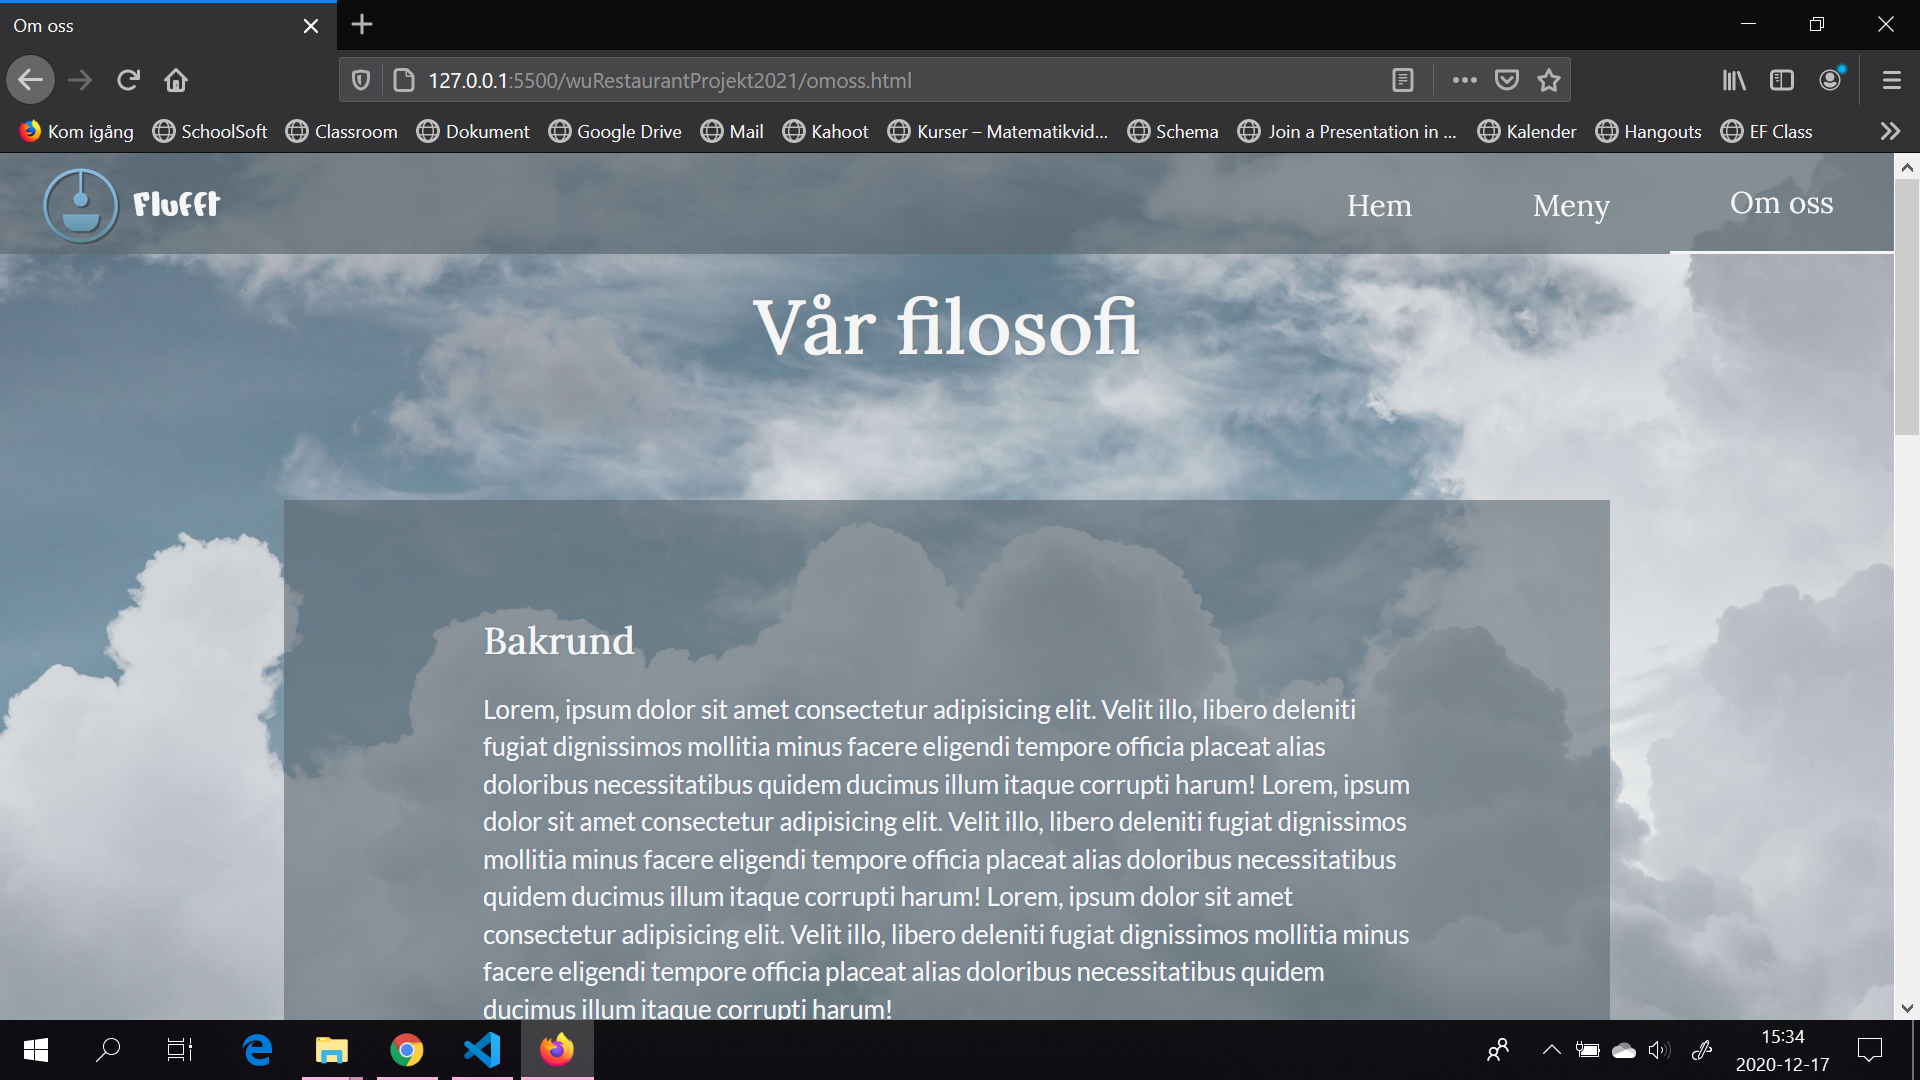 Om oss
127.0.0.1:5500/wuRestaurantProjekt2021/omoss.html
Kom igång SchoolSoft Classroom Dokument Google Drive Mail Kahoot Kurser – Matematikvid... Schema Join a Presentation in ... Kalender Hangouts EF Class
Flufft Hem Meny Om oss
Vår filosofi
Bakrund
Lorem, ipsum dolor sit amet consectetur adipisicing elit. Velit illo, libero deleniti
fugiat dignissimos mollitia minus facere eligendi tempore officia placeat alias
doloribus necessitatibus quidem ducimus illum itaque corrupti harum! Lorem, ipsum
dolor sit amet consectetur adipisicing elit. Velit illo, libero deleniti fugiat dignissimos
mollitia minus facere eligendi tempore officia placeat alias doloribus necessitatibus
quidem ducimus illum itaque corrupti harum! Lorem, ipsum dolor sit amet
consectetur adipisicing elit. Velit illo, libero deleniti fugiat dignissimos mollitia minus
facere eligendi tempore officia placeat alias doloribus necessitatibus quidem
ducimus illum itaque corrupti harum!
15:34
2020-12-17